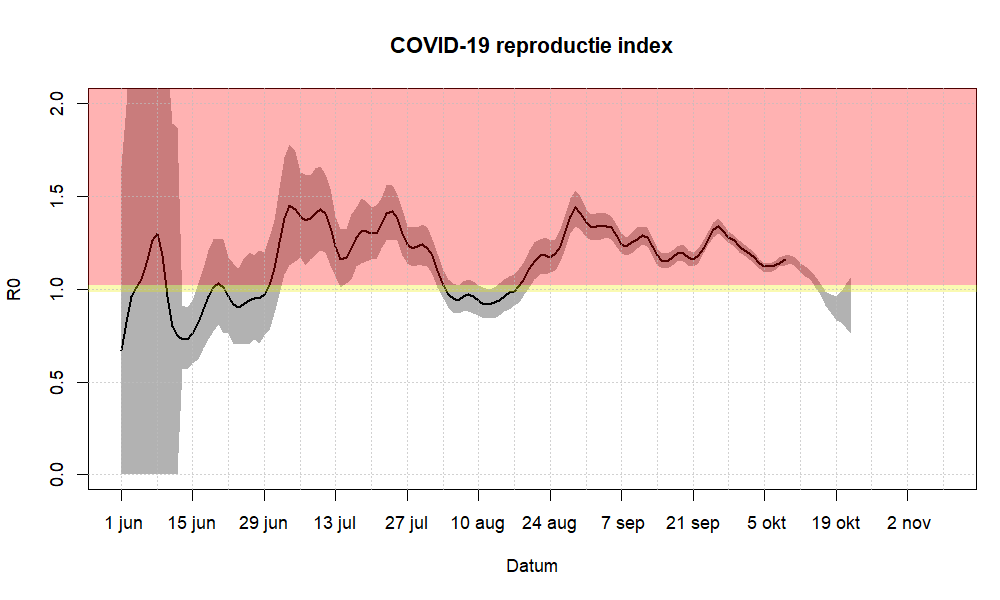 COVID-19 reproductie index
R0
2.0
1.5
1.0
0.5
0.0
1 jun 15 jun 29 jun 13 jul 27 jul 10 aug 24 aug 7 sep 21 sep 5 okt 19 okt 2 nov
Datum